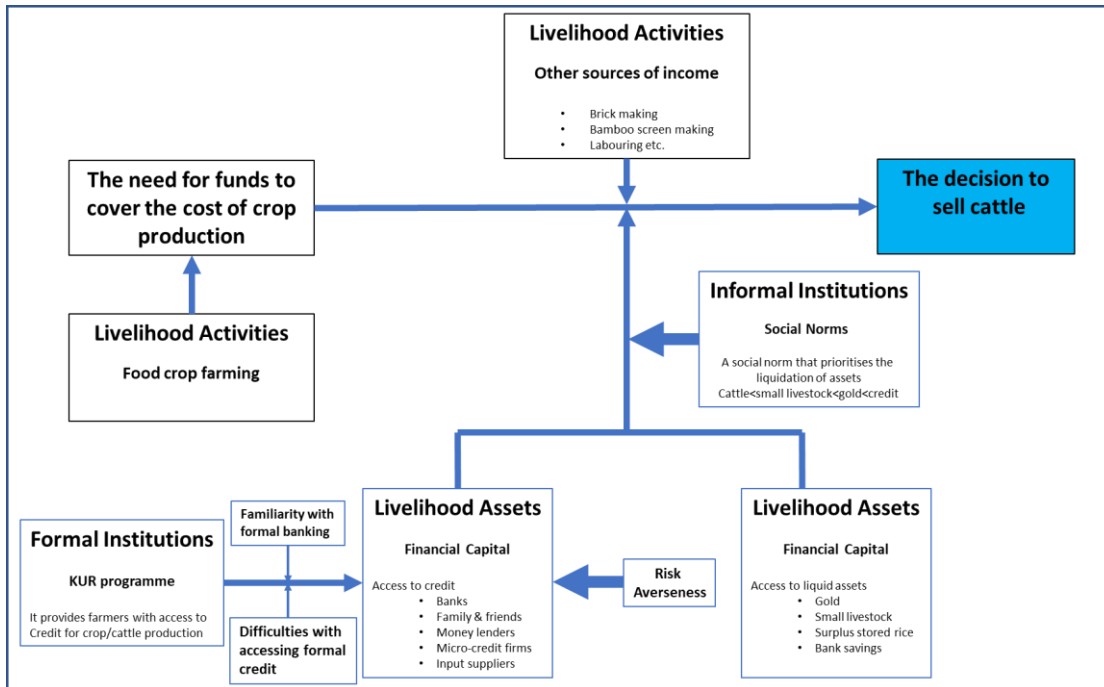 Livelihood Activities
Other sources of income
• Brick making
• Bamboo screen making
• Labouring etc.
The need for funds to
cover the cost of crop
production
The decision to
sell cattle
Livelihood Activities
Food crop farming
Informal Institutions
Social Norms
A social norm that prioritises the
liquidation of assets
Cattle<small livestock<gold<credit
Formal Institutions
KUR programme
It provides farmers with access to
Credit for crop/cattle production
Familiarity with
formal banking
Difficulties with
accessing formal
credit
Livelihood Assets
Financial Capital
Access to credit
• Banks
• Family & friends
• Money lenders
• Micro-credit firms
• Input suppliers
Risk
Averseness
Livelihood Assets
Financial Capital
Access to liquid assets
• Gold
• Small livestock
• Surplus stored rice
• Bank savings